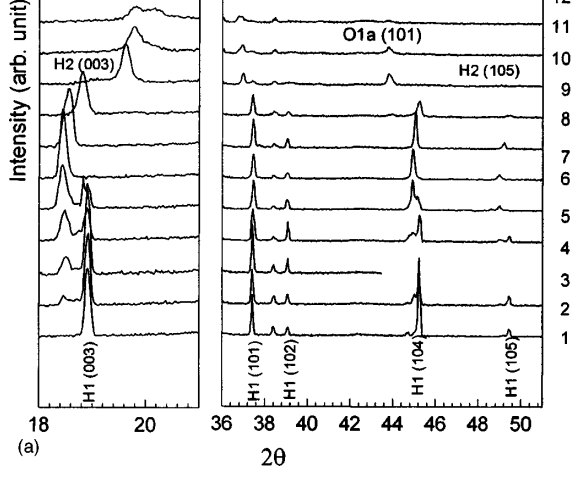 12
11
O1a (101)
10
H2 (003)
H2 (105)
9
8
7
6
5
4
3
2
1
Intensity (arb. unit)
H1 (003)
H1 (101)
H1 (102)
H1 (104)
H1 (105)
18 20 36 38 40 42 44 46 48 50
(a)
2θ